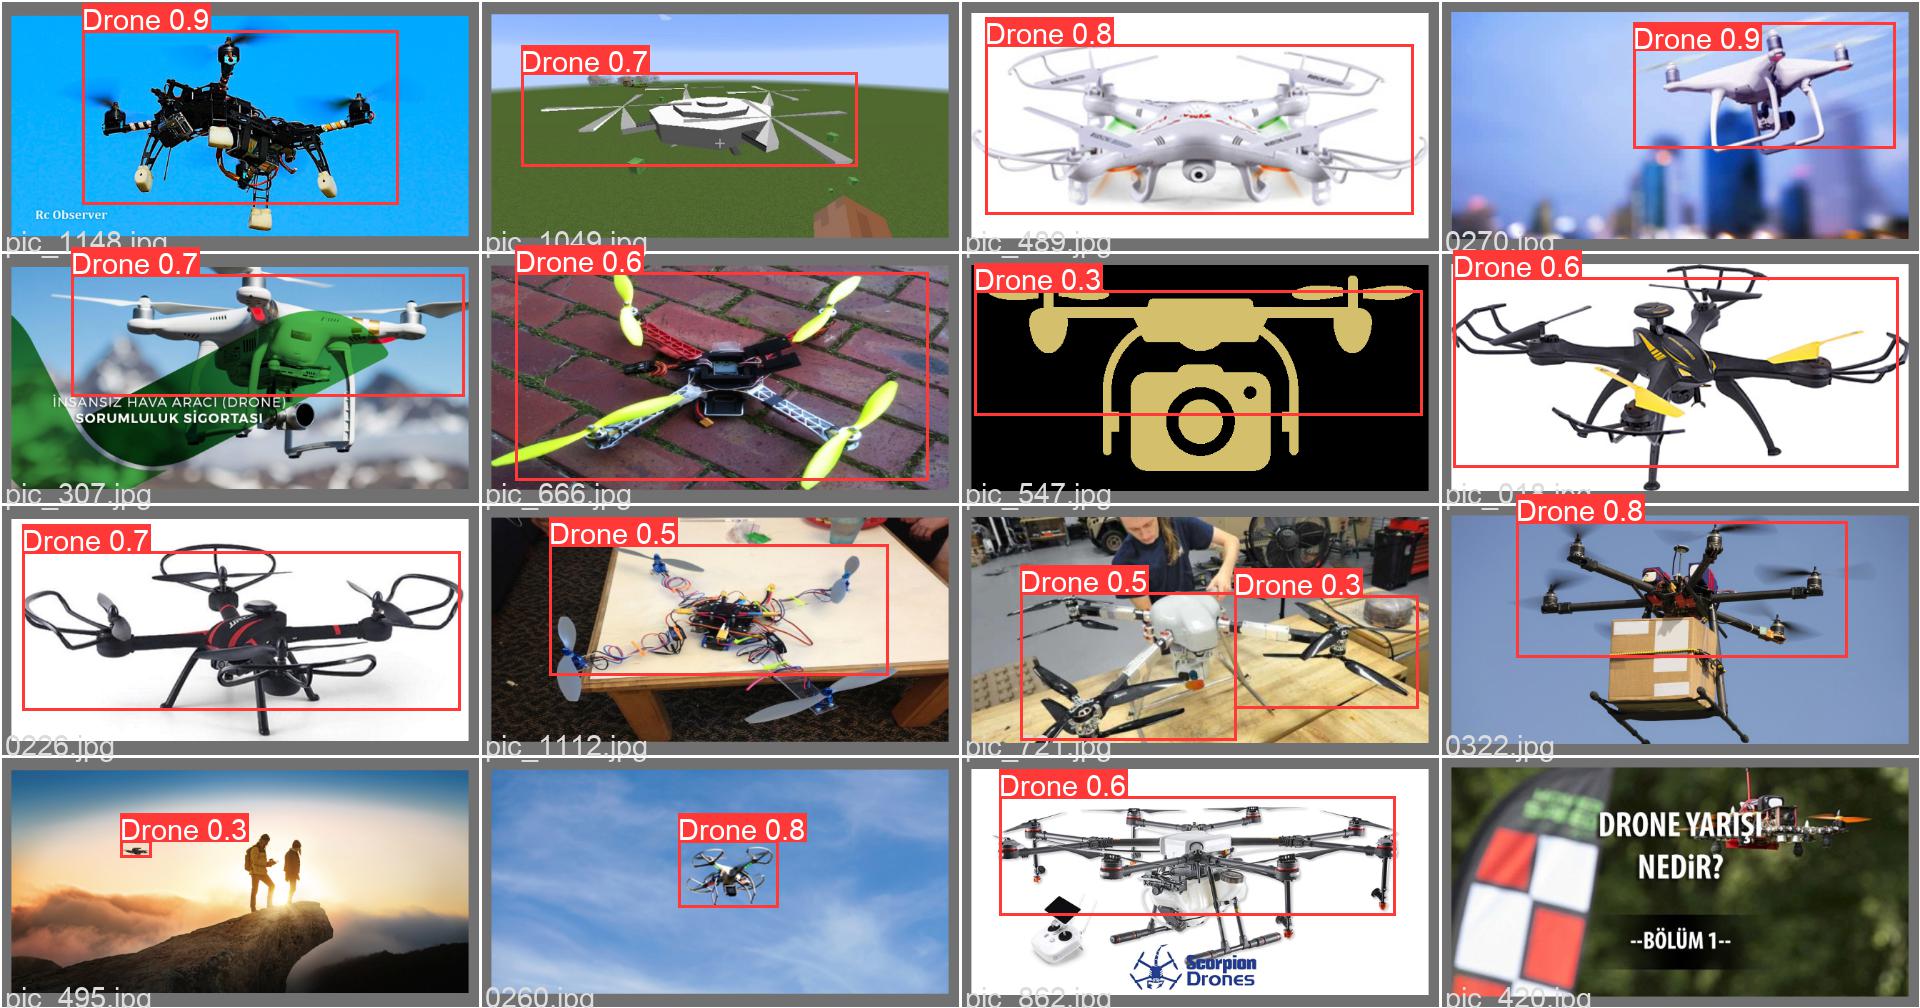 Drone 0.9
Rc Observer
pic_1148.jpg
Drone 0.7
pic_1049.jpg
Drone 0.8
pic_489.jpg
Drone 0.9
0270.jpg
Drone 0.7
İNSANSIZ HAVA ARACI (DRONE)
SORUMLULUK SİGORTASI
pic_307.jpg
Drone 0.6
pic_666.jpg
Drone 0.3
pic_547.jpg
Drone 0.6
Drone 0.7
0226.jpg
Drone 0.5
pic_1112.jpg
Drone 0.5
Drone 0.3
pic_721.jpg
Drone 0.8
0322.jpg
Drone 0.3
pic_495.jpg
Drone 0.8
0260.jpg
Drone 0.6
Scorpion
Drones
pic_862.jpg
DRONE YARIŞI
NEDİR?
--BÖLÜM 1--
pic_420.jpg